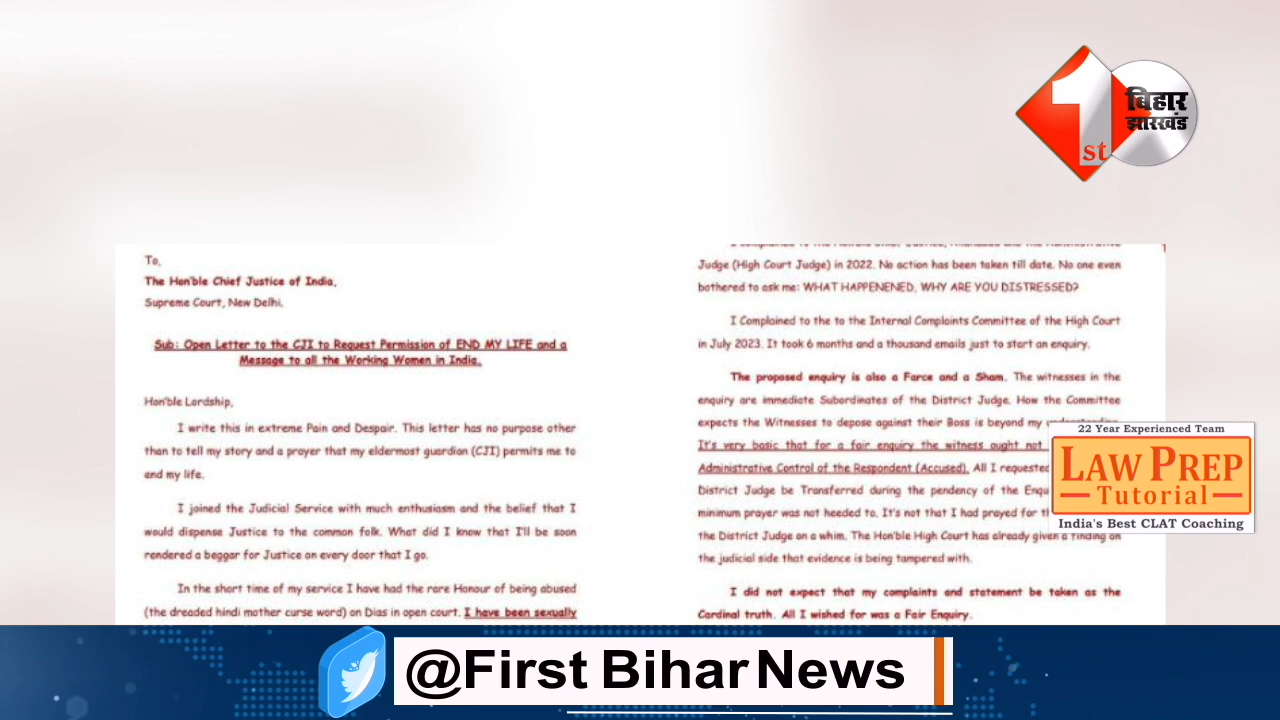 1
st
बिहार
झारखंड
To,
The Hon'ble Chief Justice of India,
Supreme Court, New Delhi.
Sub: Open Letter to the CJI to Request Permission of END MY LIFE and a
Message to all the Working Women in India.
Hon'ble Lordship,
I write this in extreme Pain and Despair. This letter has no purpose other
than to tell my story and a prayer that my eldermost guardian (CJI) permits me to
end my life.
I joined the Judicial Service with much enthusiasm and the belief that I
would dispense Justice to the common folk. What did I know that I'll be soon
rendered a beggar for Justice on every door that I go.
In the short time of my service I have had the rare Honour of being abused
(the dreaded hindi mother curse word) on Dias in open court. I have been sexually
Judge (High Court Judge) in 2022. No action has been taken till date. No one even
bothered to ask me: WHAT HAPPENENED, WHY ARE YOU DISTRESSED?
I Complained to the to the Internal Complaints Committee of the High Court
in July 2023. It took 6 months and a thousand emails just to start an enquiry.
The proposed enquiry is also a Farce and a Sham. The witnesses in the
enquiry are immediate Subordinates of the District Judge. How the Committee
expects the Witnesses to depose against their Boss is beyond my
It's very basic that for a fair enquiry the witness ought not
Administrative Control of the Respondent (Accused). All I requested
District Judge be Transferred during the pendency of the
minimum prayer was not heeded to. It's not that I had prayed for
the District Judge on a whim. The Hon'ble High Court has already given a finding on
the judicial side that evidence is being tampered with.
I did not expect that my complaints and statement be taken as the
Cardinal truth. All I wished for was a Fair Enquiry.
22 Year Experienced Team
LAW PREP
Tutorial
India's Best CLAT Coaching
@First Bihar News